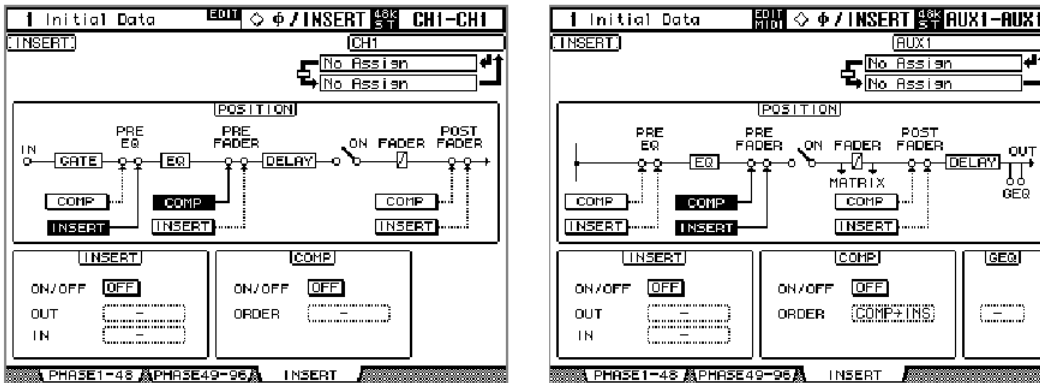 1 Initial Data EDIT ◇ ϕ/INSERT 48k ST CH1-CH1
INSERT
CH1
No Assign
No Assign
POSITION
PRE EQ PRE FADER ON FADER POST FADER
IN GATE EQ DELAY
COMP COMP COMP
INSERT INSERT INSERT
INSERT COMP
ON/OFF OFF ON/OFF OFF
OUT - ORDER -
IN -
PHASE1-48 PHASE49-96 INSERT
1 Initial Data EDIT MIDI ◇ ϕ/INSERT 48k ST AUX1-AUX1
INSERT
AUX1
No Assign
No Assign
POSITION
PRE EQ PRE FADER ON FADER POST FADER
EQ DELAY OUT
MATRIX GEQ
COMP COMP COMP
INSERT INSERT INSERT
INSERT COMP GEQ
ON/OFF OFF ON/OFF OFF
OUT - ORDER COMP→INS -
IN -
PHASE1-48 PHASE49-96 INSERT